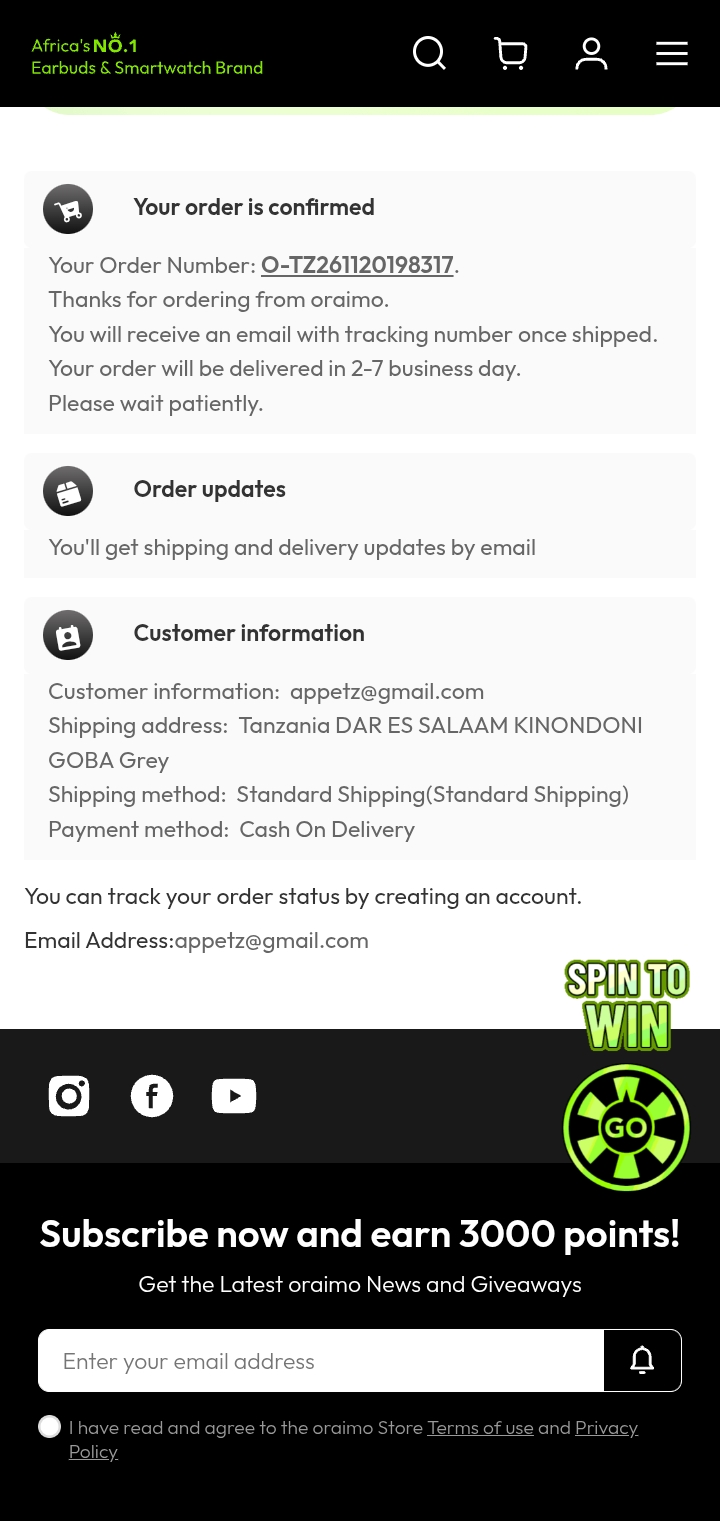 Africa's NO.1
Earbuds & Smartwatch Brand
Your order is confirmed
Your Order Number: O-TZ261120198317.
Thanks for ordering from oraimo.
You will receive an email with tracking number once shipped.
Your order will be delivered in 2-7 business day.
Please wait patiently.
Order updates
You'll get shipping and delivery updates by email
Customer information
Customer information: appetz@gmail.com
Shipping address: Tanzania DAR ES SALAAM KINONDONI
GOBA Grey
Shipping method: Standard Shipping(Standard Shipping)
Payment method: Cash On Delivery
You can track your order status by creating an account.
Email Address:appetz@gmail.com
SPIN TO
WIN
GO
Subscribe now and earn 3000 points!
Get the Latest oraimo News and Giveaways
Enter your email address
I have read and agree to the oraimo Store Terms of use and Privacy
Policy